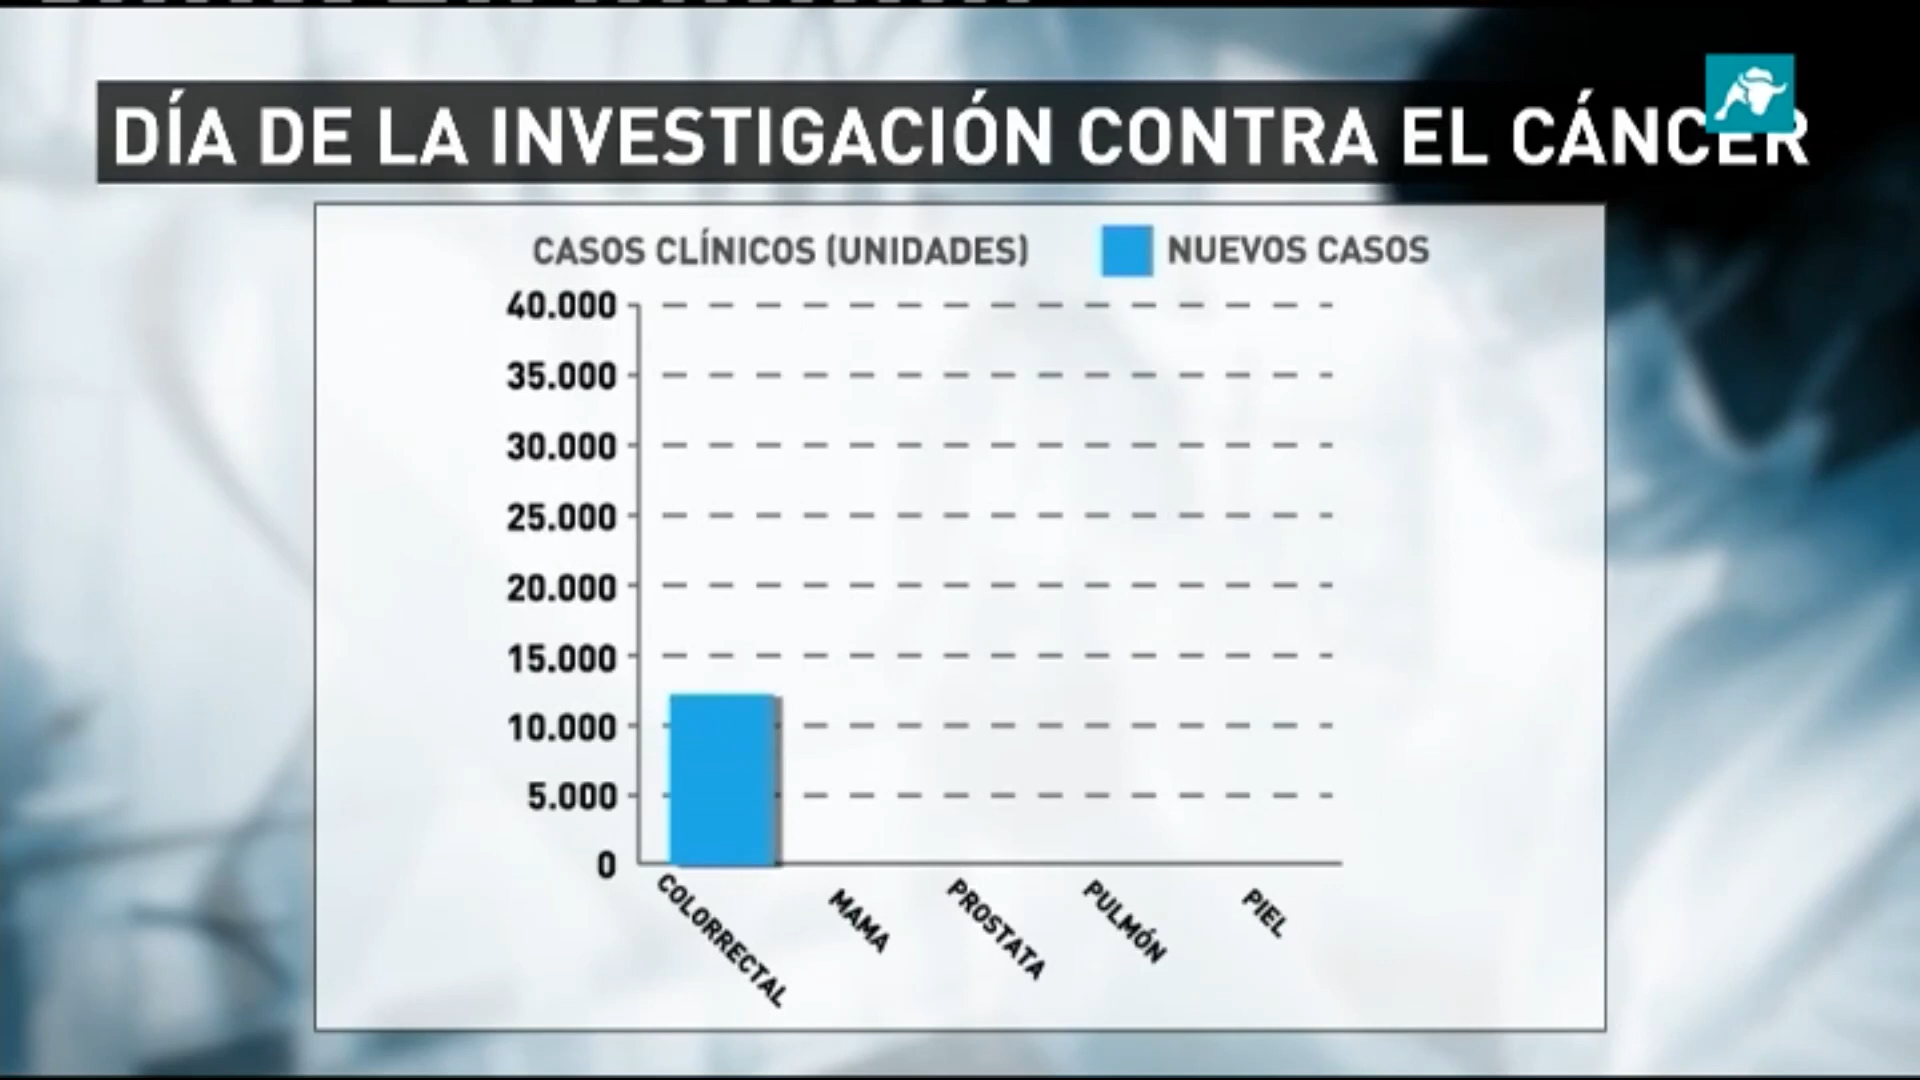 DÍA DE LA INVESTIGACIÓN CONTRA EL CÁNCER
CASOS CLÍNICOS (UNIDADES)
NUEVOS CASOS
40.000
35.000
30.000
25.000
20.000
15.000
10.000
5.000
0
COLORRECTAL
MAMA
PROSTATA
PULMÓN
PIEL